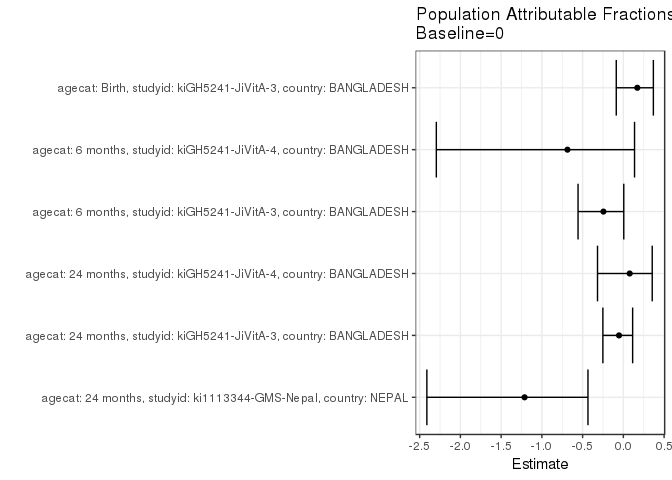 Population Attributable Fractions
Baseline=0
agecat: Birth, studyid: kiGH5241-JiVitA-3, country: BANGLADESH
agecat: 6 months, studyid: kiGH5241-JiVitA-4, country: BANGLADESH
agecat: 6 months, studyid: kiGH5241-JiVitA-3, country: BANGLADESH
agecat: 24 months, studyid: kiGH5241-JiVitA-4, country: BANGLADESH
agecat: 24 months, studyid: kiGH5241-JiVitA-3, country: BANGLADESH
agecat: 24 months, studyid: ki1113344-GMS-Nepal, country: NEPAL
-2.5 -2.0 -1.5 -1.0 -0.5 0.0 0.5
Estimate